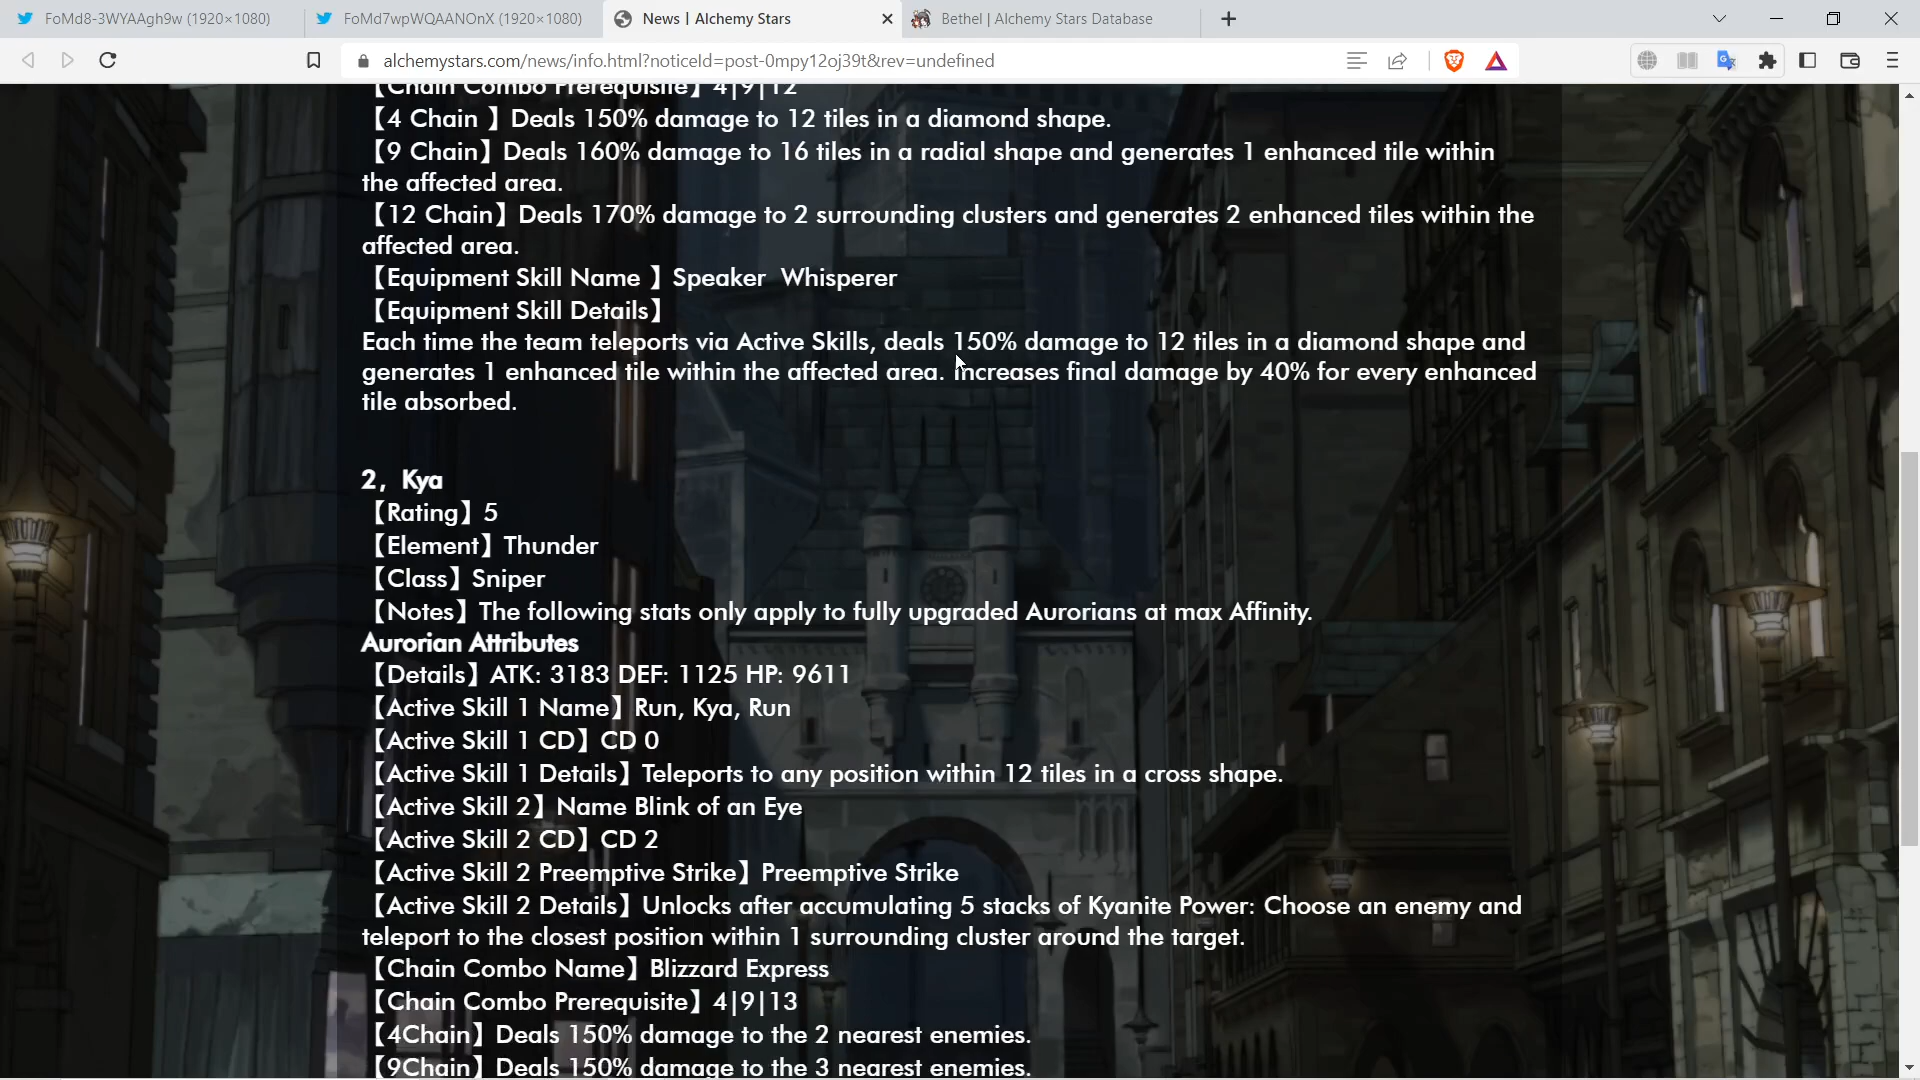 FoMd8-3WYAAgh9w (1920×1080)
FoMd7wpWQAANOnX (1920×1080)
News | Alchemy Stars
Bethel | Alchemy Stars Database
alchemystars.com/news/info.html?noticeId=post-0mpy12oj39t&rev=undefined
【Chain Combo Prerequisite】4|9|12
【4 Chain 】Deals 150% damage to 12 tiles in a diamond shape.
【9 Chain】Deals 160% damage to 16 tiles in a radial shape and generates 1 enhanced tile within
the affected area.
【12 Chain】Deals 170% damage to 2 surrounding clusters and generates 2 enhanced tiles within the
affected area.
【Equipment Skill Name 】Speaker  Whisperer
【Equipment Skill Details】
Each time the team teleports via Active Skills, deals 150% damage to 12 tiles in a diamond shape and
generates 1 enhanced tile within the affected area. Increases final damage by 40% for every enhanced
tile absorbed.
2，Kya
【Rating】5
【Element】Thunder
【Class】Sniper
【Notes】The following stats only apply to fully upgraded Aurorians at max Affinity.
Aurorian Attributes
【Details】ATK: 3183 DEF: 1125 HP: 9611
【Active Skill 1 Name】Run, Kya, Run
【Active Skill 1 CD】CD 0
【Active Skill 1 Details】Teleports to any position within 12 tiles in a cross shape.
【Active Skill 2】Name Blink of an Eye
【Active Skill 2 CD】CD 2
【Active Skill 2 Preemptive Strike】Preemptive Strike
【Active Skill 2 Details】Unlocks after accumulating 5 stacks of Kyanite Power: Choose an enemy and
teleport to the closest position within 1 surrounding cluster around the target.
【Chain Combo Name】Blizzard Express
【Chain Combo Prerequisite】4|9|13
【4Chain】Deals 150% damage to the 2 nearest enemies.
【9Chain】Deals 150% damage to the 3 nearest enemies.